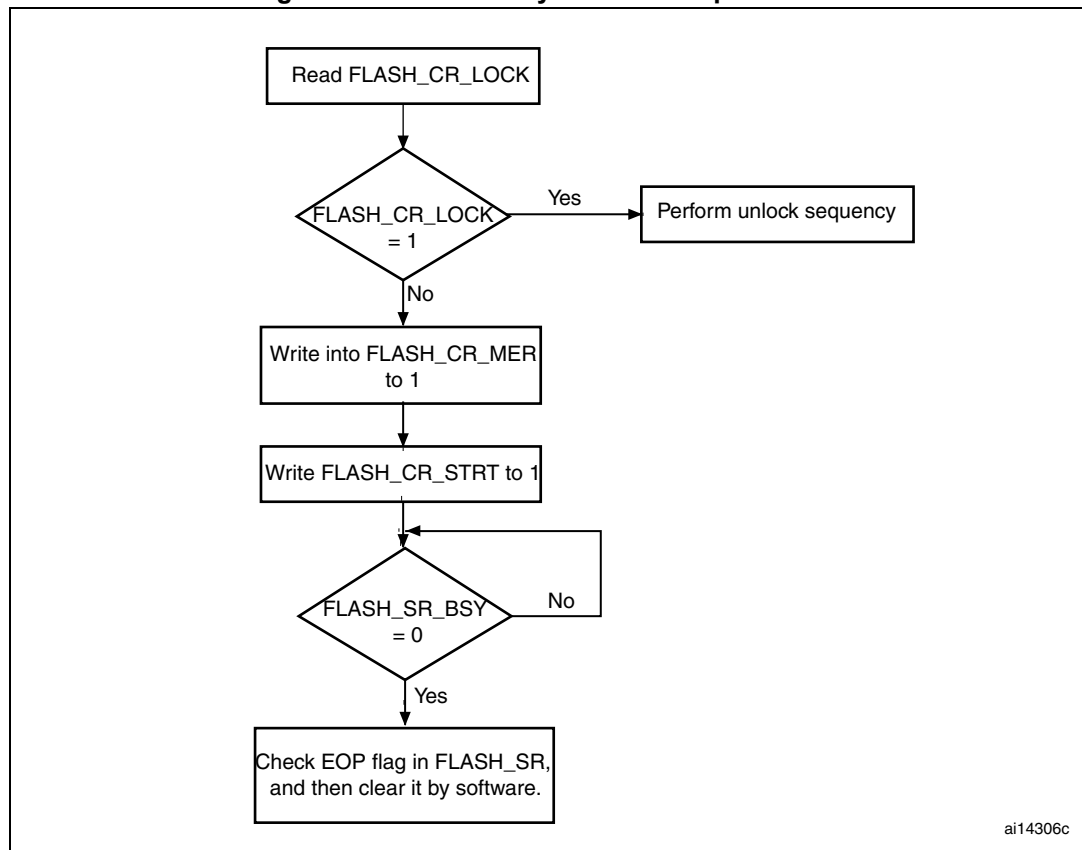 Read FLASH_CR_LOCK
FLASH_CR_LOCK
= 1
Yes
Perform unlock sequency
No
Write into FLASH_CR_MER
to 1
Write FLASH_CR_STRT to 1
FLASH_SR_BSY
= 0
No
Yes
Check EOP flag in FLASH_SR,
and then clear it by software.
ai14306c